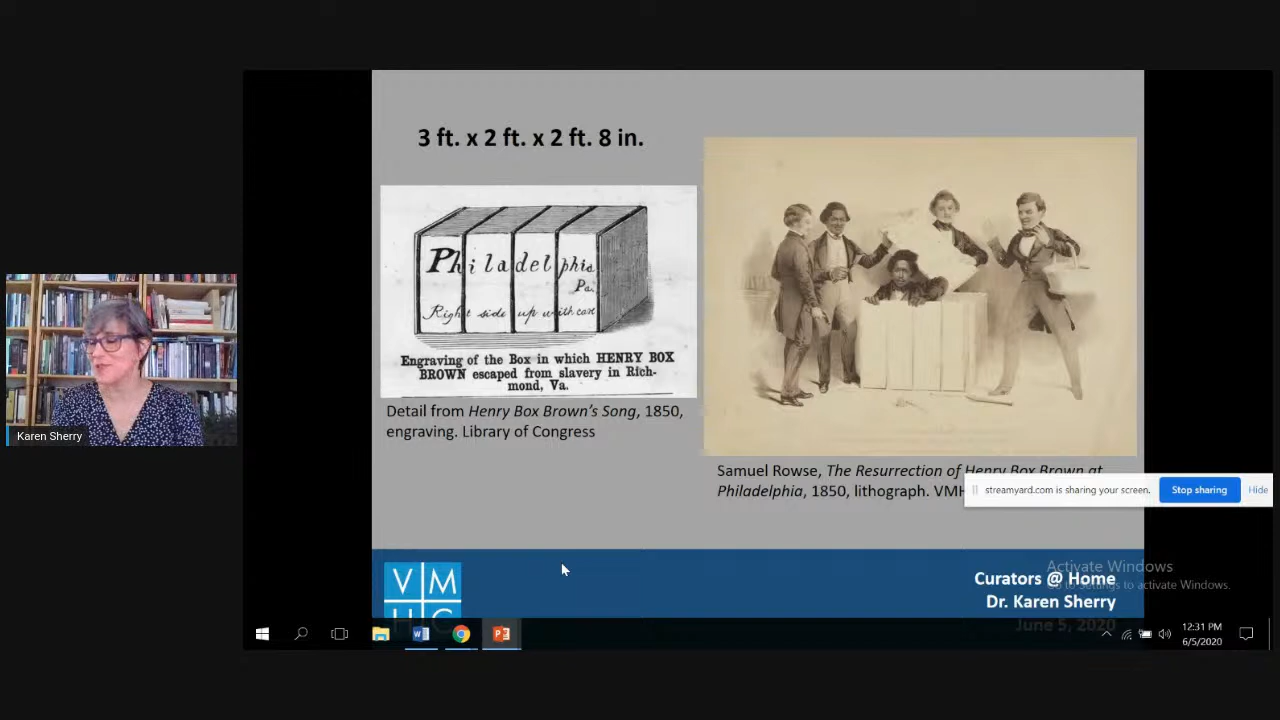 3 ft. x 2 ft. x 2 ft. 8 in.
Philadelphia
Pa.
Right side up with care
Engraving of the Box in which HENRY BOX
BROWN escaped from slavery in Rich-
mond, Va.
Detail from Henry Box Brown's Song, 1850,
engraving. Library of Congress
Samuel Rowse, The Resurrection of Henry Box Brown at
Philadelphia, 1850, lithograph. VMH
streamyard.com is sharing your screen.
Stop sharing
Hide
Karen Sherry
VM
HC
Activate Windows
Go to Settings to activate Windows.
Curators @ Home
Dr. Karen Sherry
June 5, 2020
12:31 PM
6/5/2020